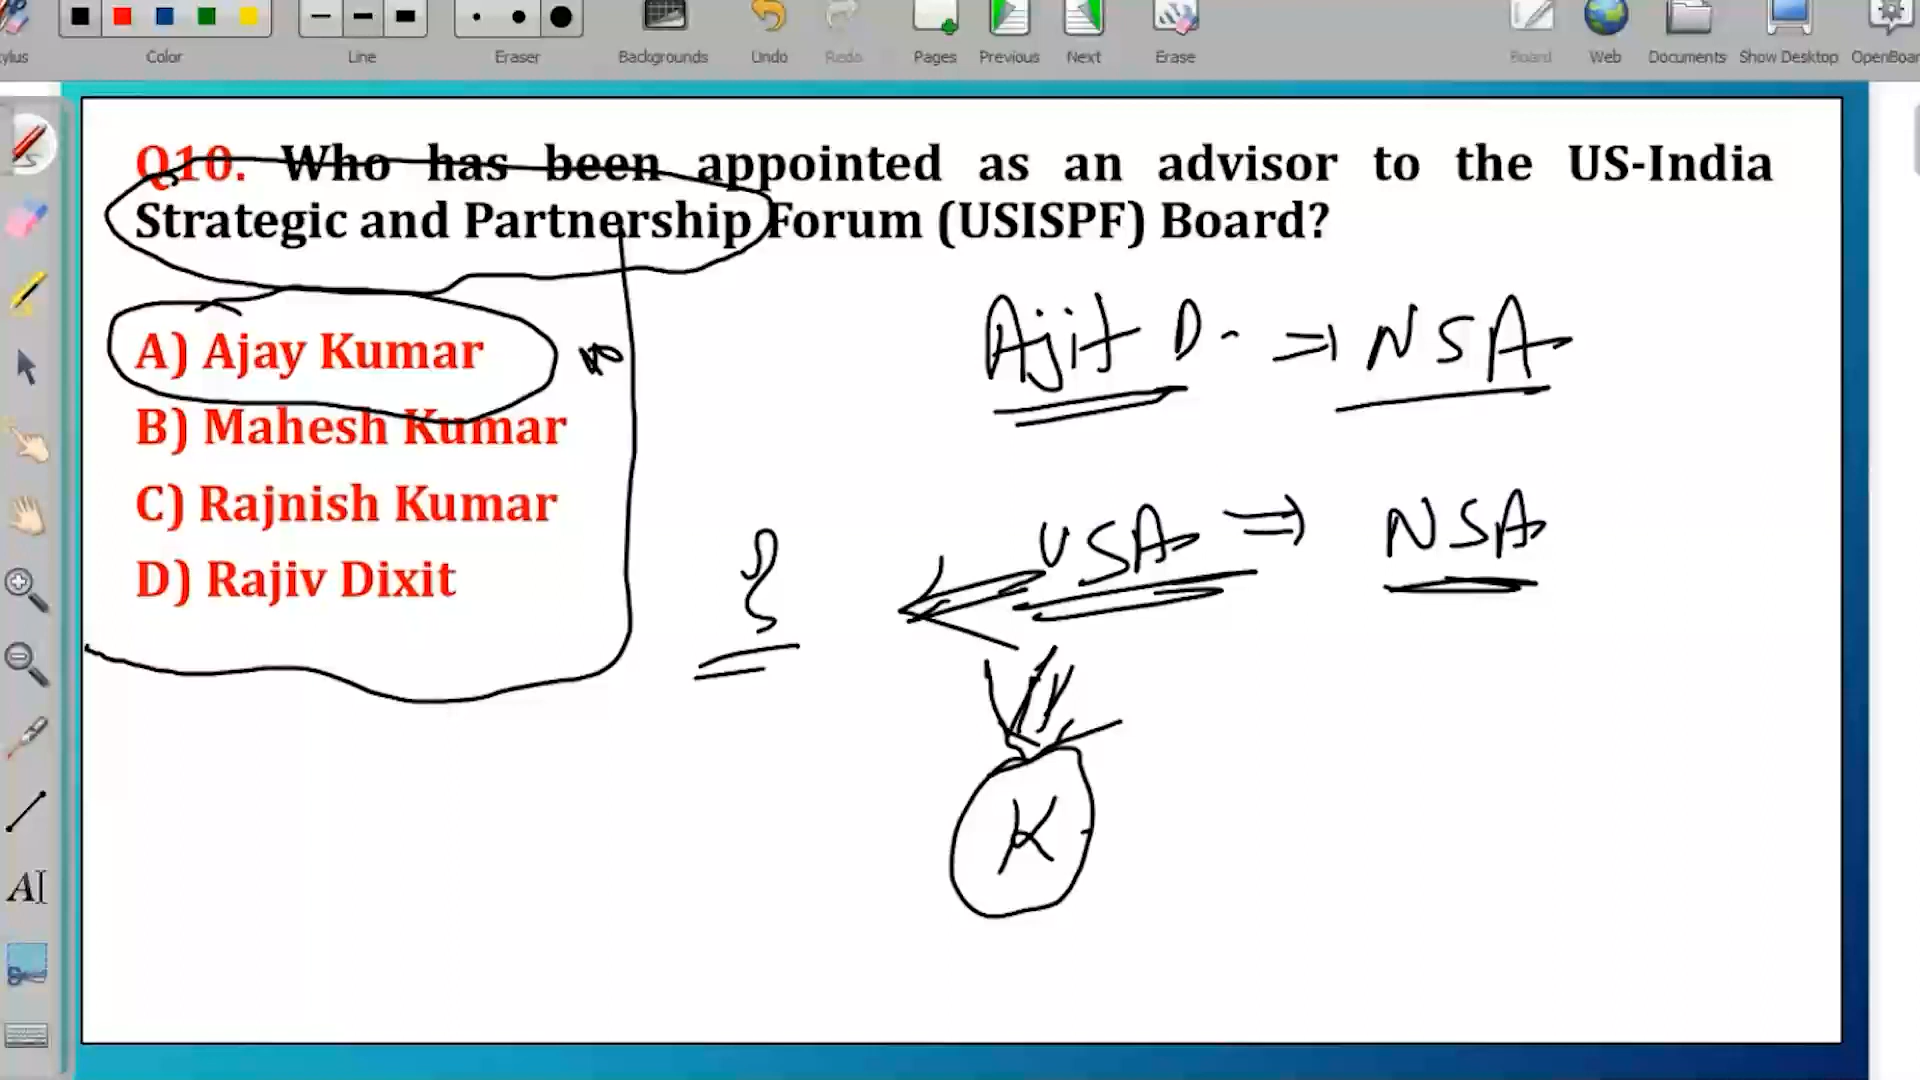 ylus
Color
Line
Eraser
Backgrounds
Undo
Redo
Pages
Previous
Next
Erase
Board
Web
Documents
Show Desktop
OpenBoar
Q10. Who has been appointed as an advisor to the US-India
Strategic and Partnership Forum (USISPF) Board?
A) Ajay Kumar
B) Mahesh Kumar
C) Rajnish Kumar
D) Rajiv Dixit
Ajit D. ⇒ NSA
USA ⇒ NSA
K